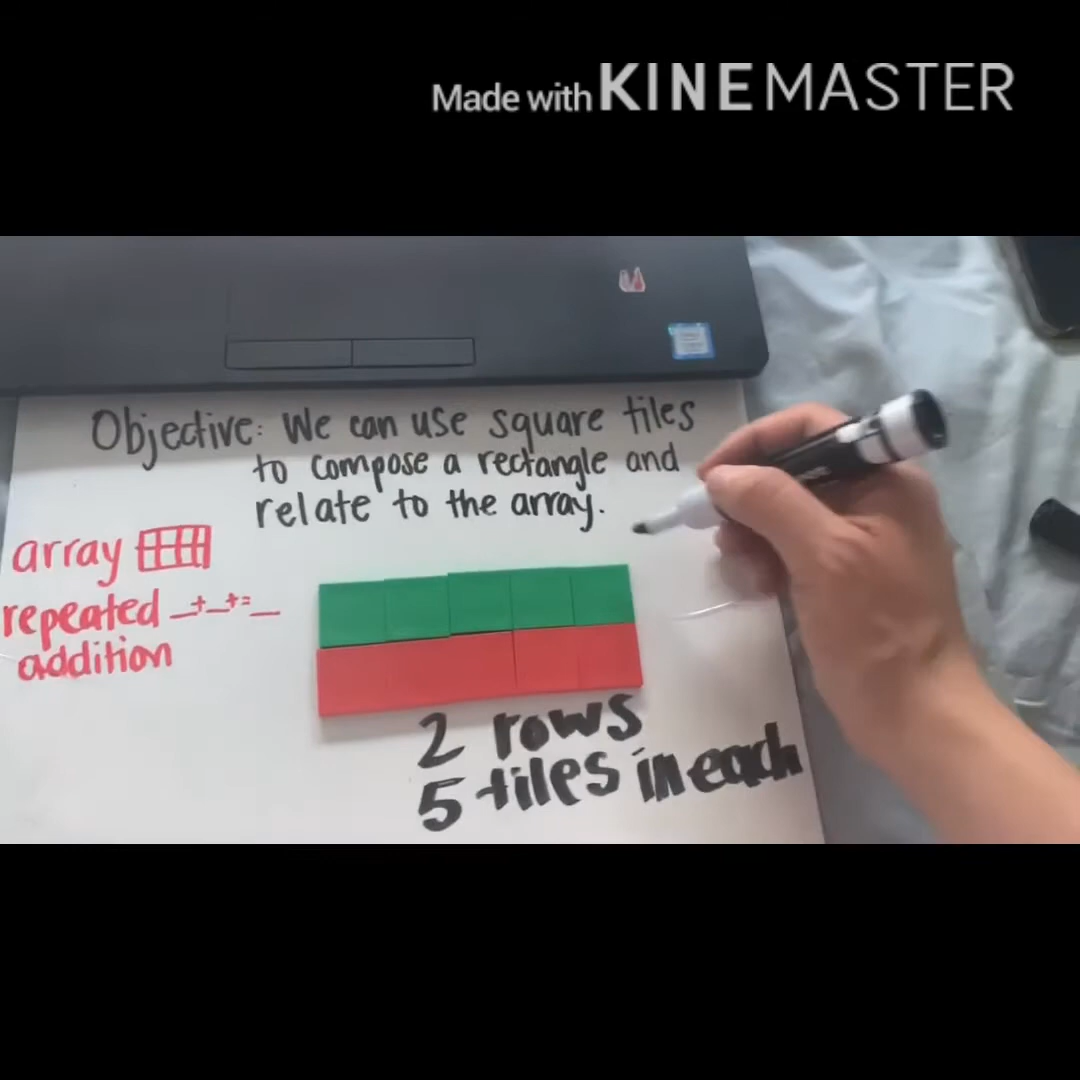 Made with KINEMASTER
Objective: We can use square tiles
to compose a rectangle and
relate to the array.
array
repeated _+_+=_
addition
2 rows
5 tiles in each